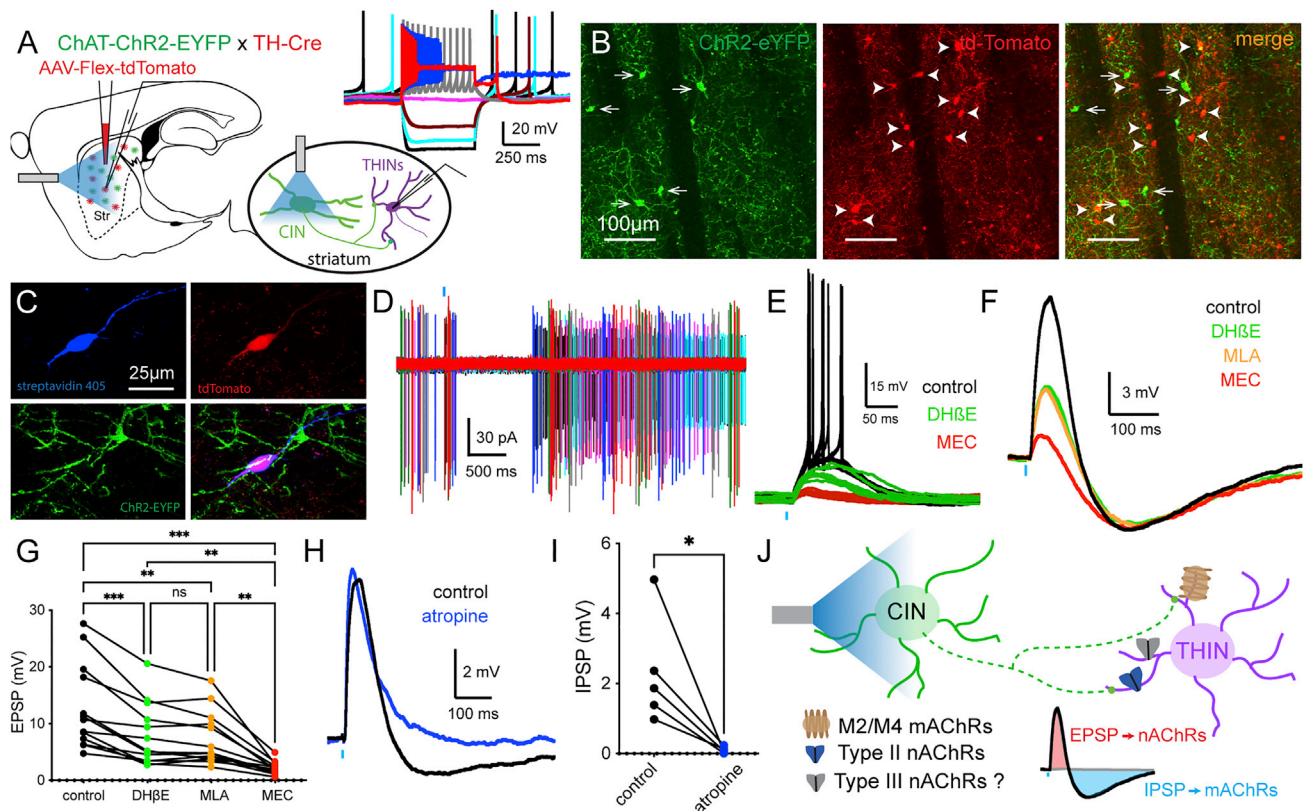 A
ChAT-ChR2-EYFP x TH-Cre
AAV-Flex-tdTomato
Str
20 mV
250 ms
THINs
CIN
striatum
B
ChR2-eYFP
100µm
td-Tomato
merge
C
streptavidin 405
25µm
tdTomato
ChR2-EYFP
D
30 pA
500 ms
E
15 mV
50 ms
control
DHßE
MEC
F
control
DHßE
MLA
MEC
3 mV
100 ms
G
***
**
**
ns
***
**
EPSP (mV)
30
20
10
0
control
DHβE
MLA
MEC
H
control
atropine
2 mV
100 ms
I
*
IPSP (mV)
6
4
2
0
control
atropine
J
CIN
THIN
M2/M4 mAChRs
Type II nAChRs
Type III nAChRs ?
EPSP→nAChRs
IPSP→mAChRs